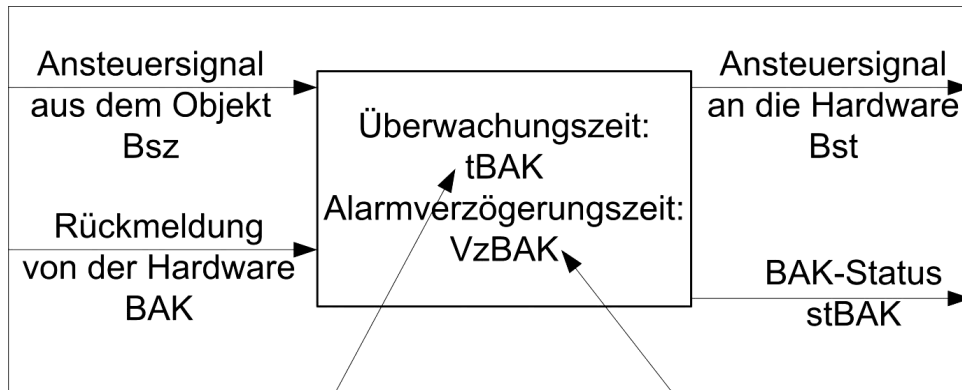 Ansteuersignal
aus dem Objekt
Bsz
Rückmeldung
von der Hardware
BAK
Überwachungszeit:
tBAK
Alarmverzögerungszeit:
VzBAK
Ansteuersignal
an die Hardware
Bst
BAK-Status
stBAK